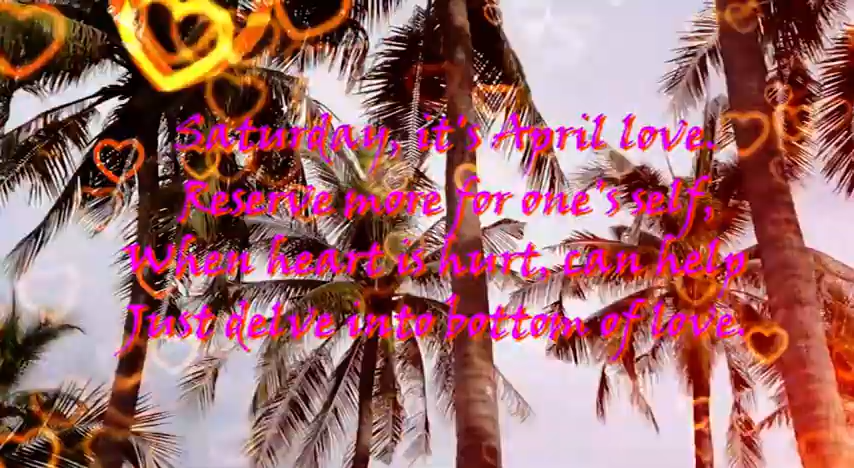 Saturday, it's April love.
Reserve more for one's self,
When heart is hurt, can help
Just delve into bottom of love.